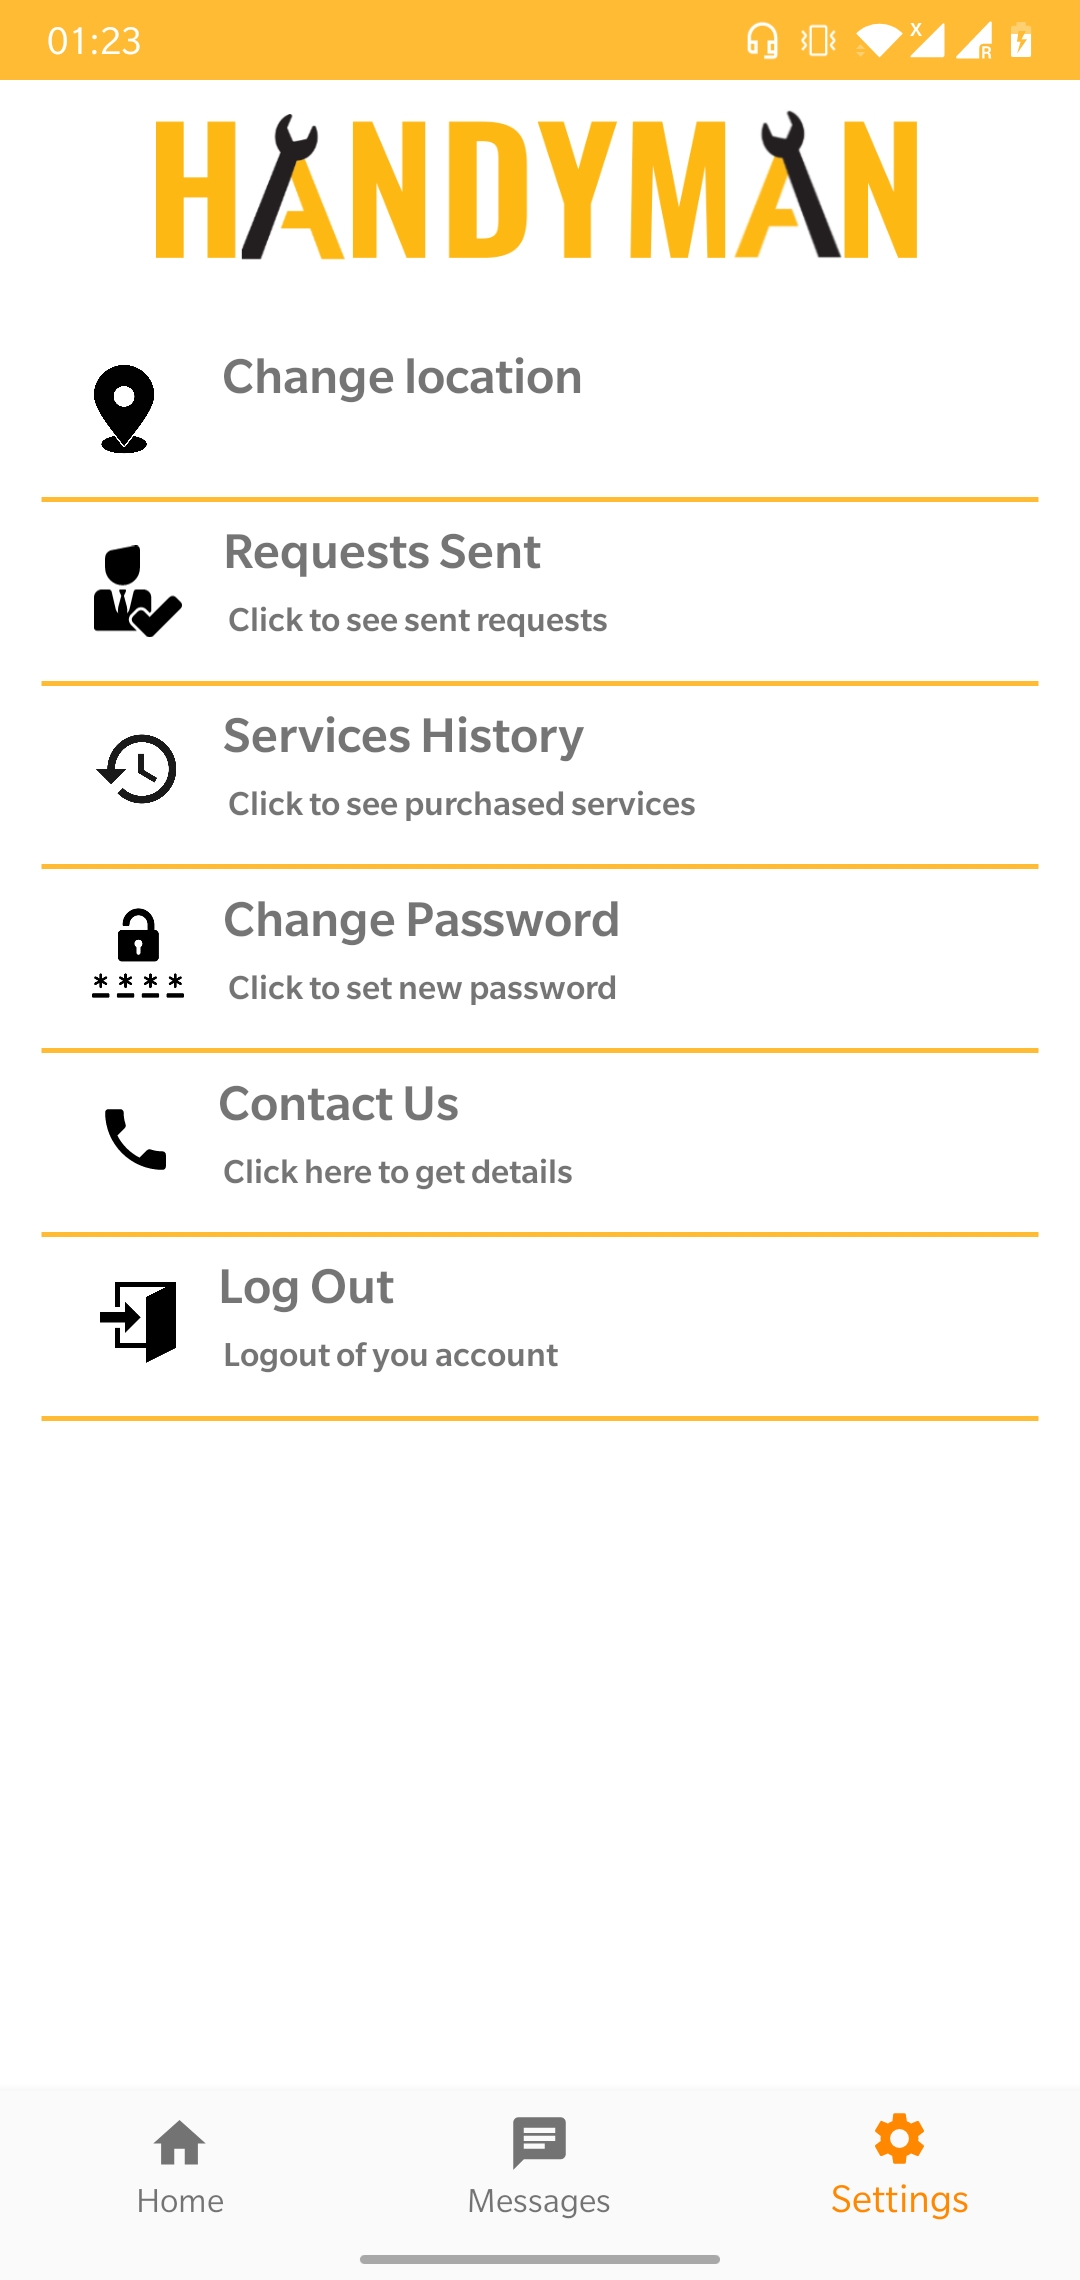 01:23
HANDYMAN
Change location
Requests Sent
Click to see sent requests
Services History
Click to see purchased services
Change Password
Click to set new password
Contact Us
Click here to get details
Log Out
Logout of you account
Home
Messages
Settings